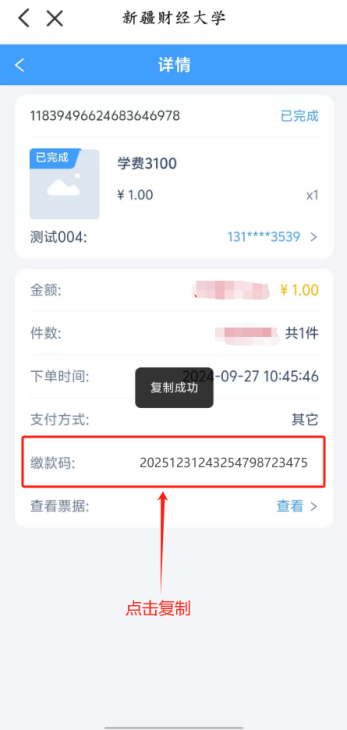 新疆财经大学
详情
11839496624683646978 已完成
已完成
学费3100
¥ 1.00 x1
测试004: 131****3539 >
金额: ¥ 1.00
件数: 共1件
下单时间: 2024-09-27 10:45:46
复制成功
支付方式: 其它
缴款码: 20251231243254798723475
查看票据: 查看 >
点击复制